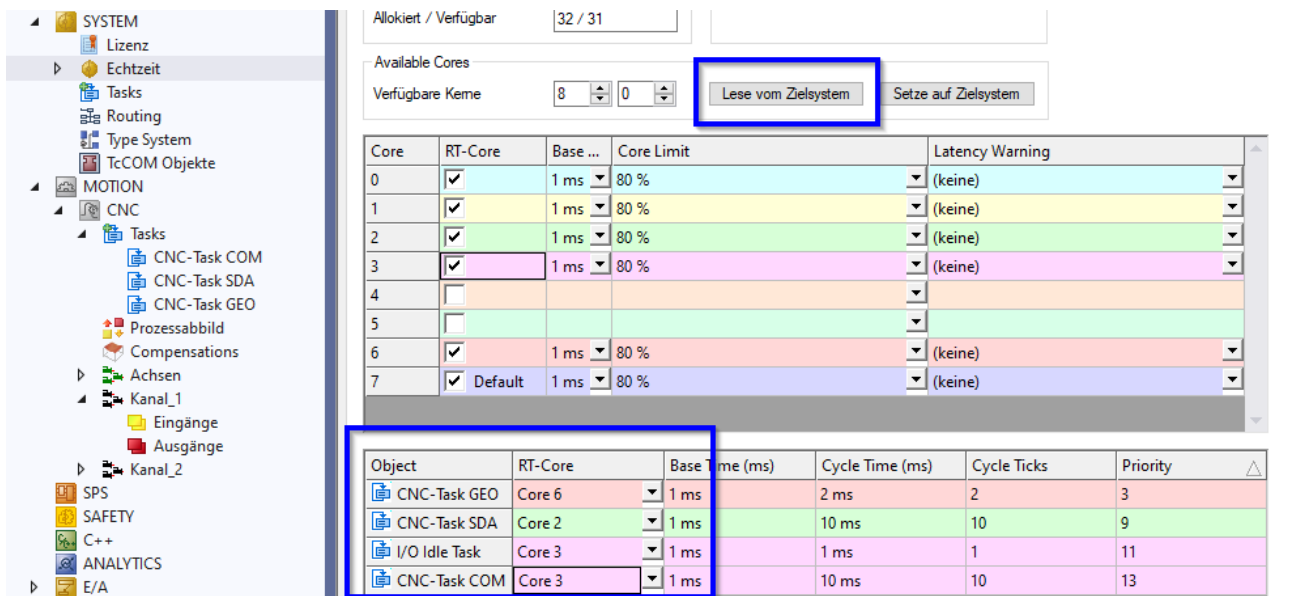 SYSTEM
Lizenz
Echtzeit
Tasks
Routing
Type System
TcCOM Objekte
MOTION
CNC
Tasks
CNC-Task COM
CNC-Task SDA
CNC-Task GEO
Prozessabbild
Compensations
Achsen
Kanal_1
Eingänge
Ausgänge
Kanal_2
SPS
SAFETY
C++
ANALYTICS
E/A
Allokiert / Verfügbar 32 / 31
Available Cores
Verfügbare Kerne 8 0 Lese vom Zielsystem Setze auf Zielsystem
Core RT-Core Base ... Core Limit Latency Warning
0 1 ms 80 % (keine)
1 1 ms 80 % (keine)
2 1 ms 80 % (keine)
3 1 ms 80 % (keine)
4
5
6 1 ms 80 % (keine)
7 Default 1 ms 80 % (keine)
Object RT-Core Base Time (ms) Cycle Time (ms) Cycle Ticks Priority
CNC-Task GEO Core 6 1 ms 2 ms 2 3
CNC-Task SDA Core 2 1 ms 10 ms 10 9
I/O Idle Task Core 3 1 ms 1 ms 1 11
CNC-Task COM Core 3 1 ms 10 ms 10 13